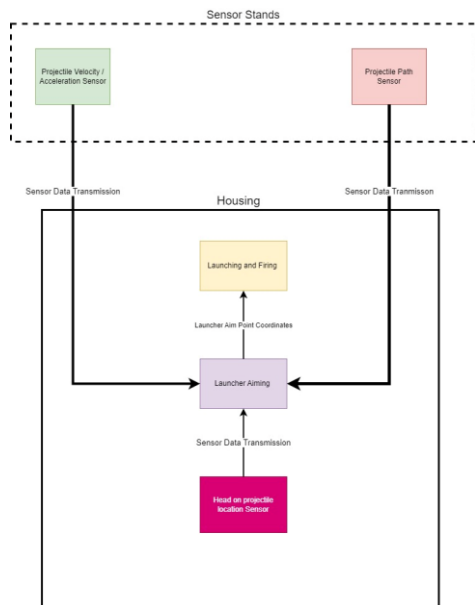 Sensor Stands
Projectile Velocity /
Acceleration Sensor
Projectile Path
Sensor
Sensor Data Transmission
Sensor Data Tranmisson
Housing
Launching and Firing
Launcher Aim Point Coordinates
Launcher Aiming
Sensor Data Transmission
Head on projectile
location Sensor